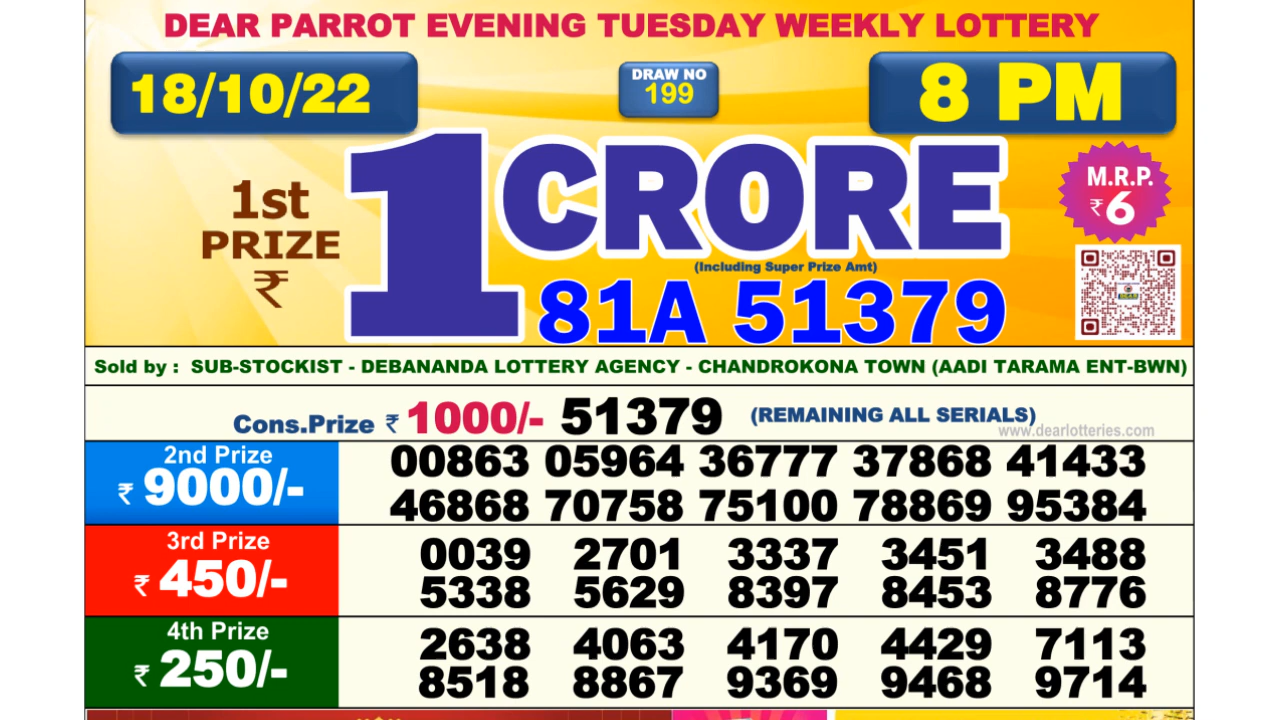 DEAR PARROT EVENING TUESDAY WEEKLY LOTTERY
18/10/22
DRAW NO
199
8 PM
1st
PRIZE
₹
1 CRORE
(Including Super Prize Amt)
81A 51379
M.R.P.
₹6
Sold by : SUB-STOCKIST - DEBANANDA LOTTERY AGENCY - CHANDROKONA TOWN (AADI TARAMA ENT-BWN)
Cons.Prize ₹ 1000/- 51379 (REMAINING ALL SERIALS)
www.dearlotteries.com
2nd Prize
₹ 9000/-
00863 05964 36777 37868 41433
46868 70758 75100 78869 95384
3rd Prize
₹ 450/-
0039 2701 3337 3451 3488
5338 5629 8397 8453 8776
4th Prize
₹ 250/-
2638 4063 4170 4429 7113
8518 8867 9369 9468 9714